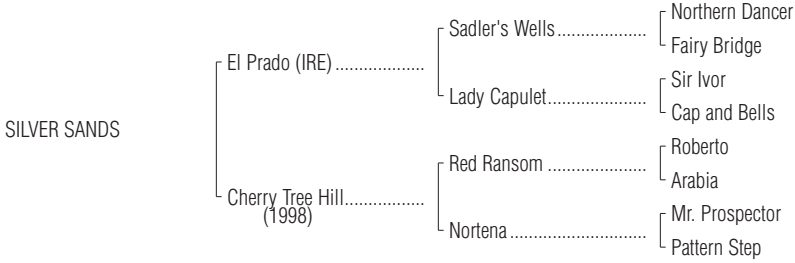 Northern Dancer
Sadler's Wells....................
Fairy Bridge
El Prado (IRE) ...................
Sir Ivor
Lady Capulet......................
Cap and Bells
SILVER SANDS
Roberto
Red Ransom .....................
Arabia
Cherry Tree Hill.................
(1998)
Mr. Prospector
Nortena.............................
Pattern Step